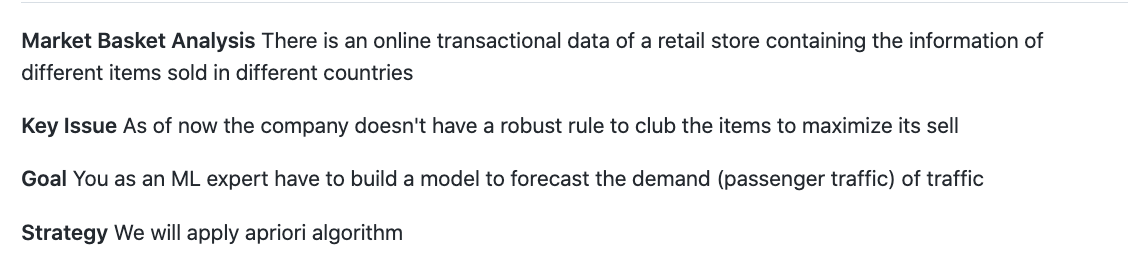 Market Basket Analysis There is an online transactional data of a retail store containing the information of
different items sold in different countries
Key Issue As of now the company doesn't have a robust rule to club the items to maximize its sell
Goal You as an ML expert have to build a model to forecast the demand (passenger traffic) of traffic
Strategy We will apply apriori algorithm